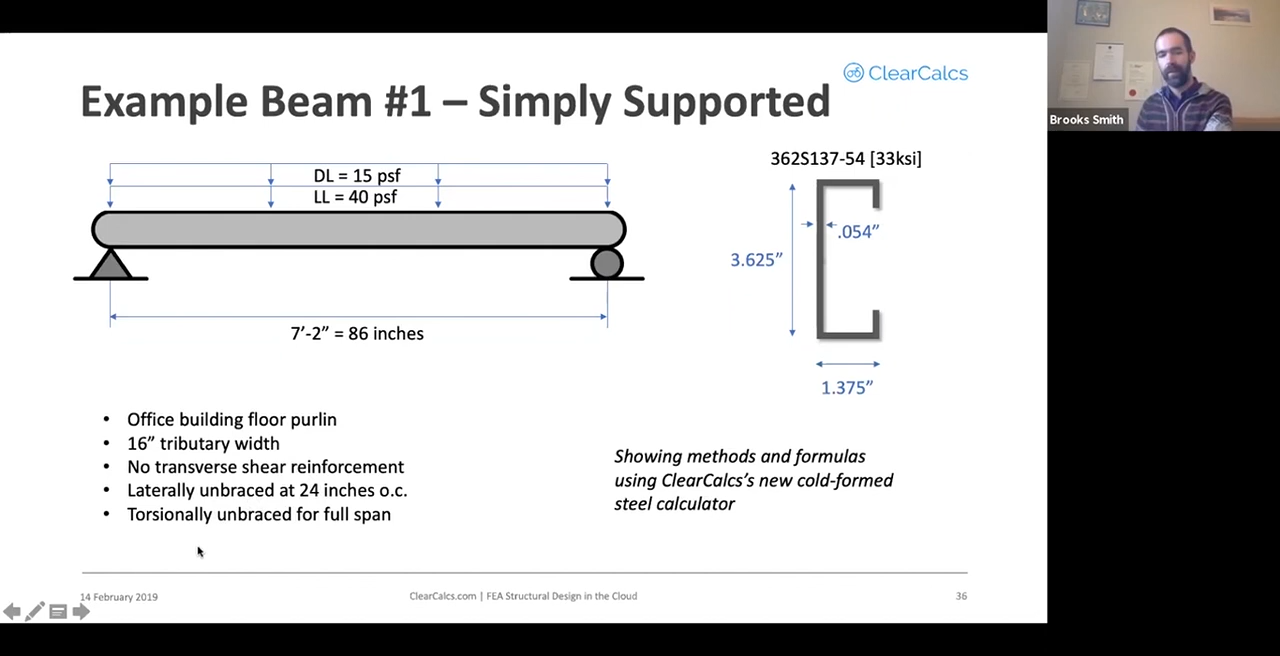 ClearCalcs
Example Beam #1 – Simply Supported
Brooks Smith
DL = 15 psf
LL = 40 psf
7’-2” = 86 inches
362S137-54 [33ksi]
.054”
3.625”
1.375”
• Office building floor purlin
• 16” tributary width
• No transverse shear reinforcement
• Laterally unbraced at 24 inches o.c.
• Torsionally unbraced for full span
Showing methods and formulas
using ClearCalcs’s new cold-formed
steel calculator
14 February 2019
ClearCalcs.com | FEA Structural Design in the Cloud
36